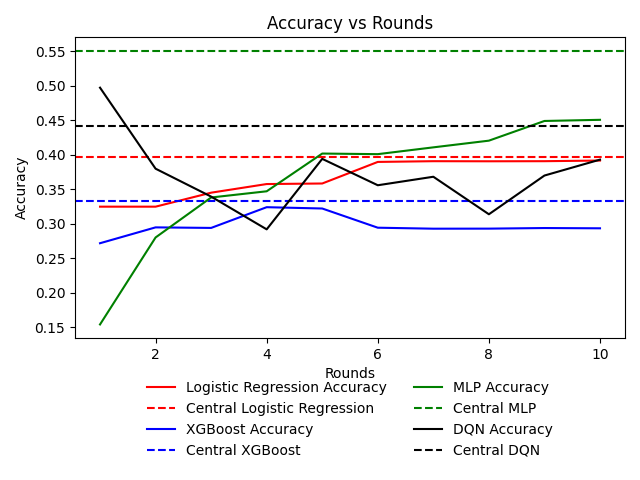 Accuracy vs Rounds
Accuracy
0.55
0.50
0.45
0.40
0.35
0.30
0.25
0.20
0.15
2 4 6 8 10
Rounds
Logistic Regression Accuracy MLP Accuracy
Central Logistic Regression Central MLP
XGBoost Accuracy DQN Accuracy
Central XGBoost Central DQN